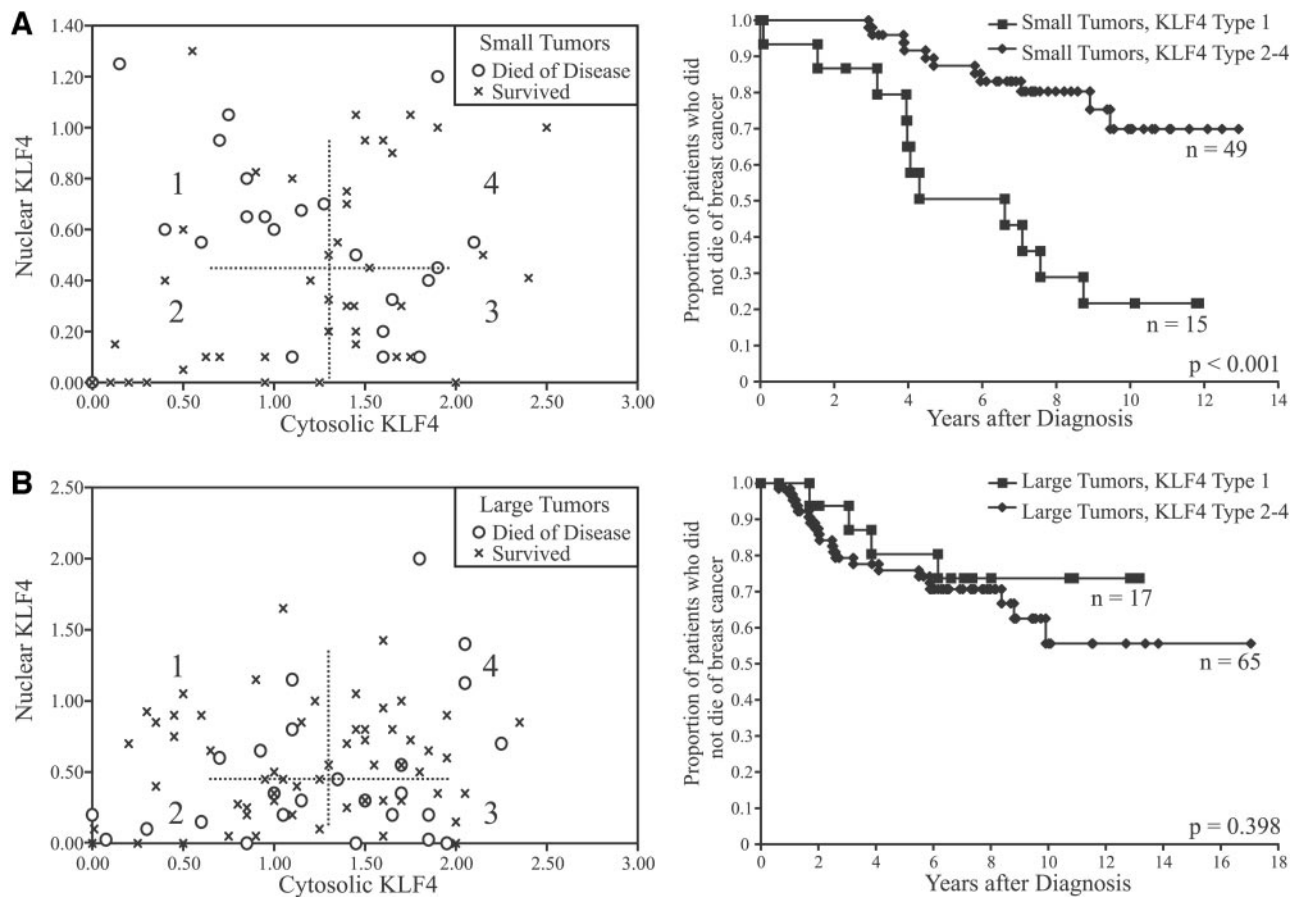 A
Nuclear KLF4
1.40
1.20
1.00
0.80
0.60
0.40
0.20
0.00
Small Tumors
Died of Disease
Survived
1
4
2
3
0.00
0.50
1.00
1.50
2.00
2.50
3.00
Cytosolic KLF4
Proportion of patients who did
not die of breast cancer
1.0
0.9
0.8
0.7
0.6
0.5
0.4
0.3
0.2
0.1
0
Small Tumors, KLF4 Type 1
Small Tumors, KLF4 Type 2-4
n = 49
n = 15
p < 0.001
0 2 4 6 8 10 12 14
Years after Diagnosis
B
Nuclear KLF4
2.50
2.00
1.50
1.00
0.50
0.00
Large Tumors
Died of Disease
Survived
1
4
2
3
0.00
0.50
1.00
1.50
2.00
2.50
3.00
Cytosolic KLF4
Proportion of patients who did
not die of breast cancer
1.0
0.9
0.8
0.7
0.6
0.5
0.4
0.3
0.2
0.1
0
Large Tumors, KLF4 Type 1
Large Tumors, KLF4 Type 2-4
n = 17
n = 65
p = 0.398
0 2 4 6 8 10 12 14 16 18
Years after Diagnosis